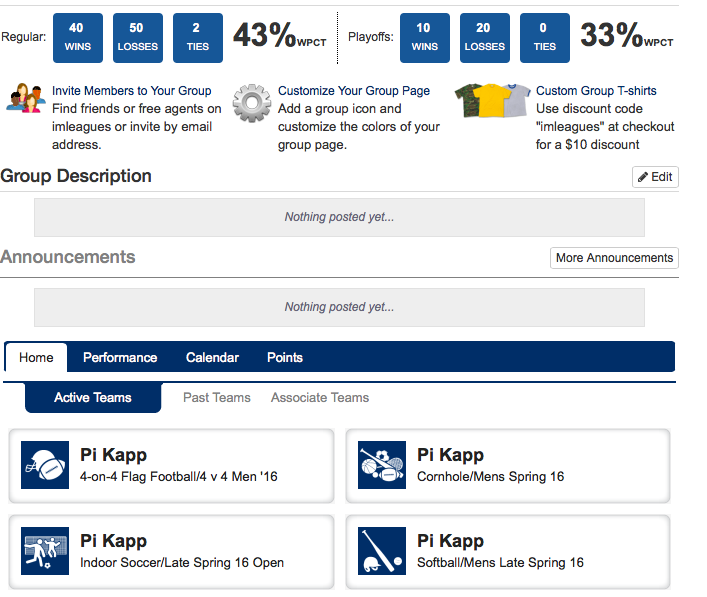 Regular: 40 WINS 50 LOSSES 2 TIES 43%WPCT Playoffs: 10 WINS 20 LOSSES 0 TIES 33%WPCT
Invite Members to Your Group
Find friends or free agents on
imleagues or invite by email
address.
Customize Your Group Page
Add a group icon and
customize the colors of your
group page.
Custom Group T-shirts
Use discount code
"imleagues" at checkout
for a $10 discount
Group Description Edit
Nothing posted yet...
Announcements More Announcements
Nothing posted yet...
Home Performance Calendar Points
Active Teams Past Teams Associate Teams
Pi Kapp
4-on-4 Flag Football/4 v 4 Men '16
Pi Kapp
Cornhole/Mens Spring 16
Pi Kapp
Indoor Soccer/Late Spring 16 Open
Pi Kapp
Softball/Mens Late Spring 16